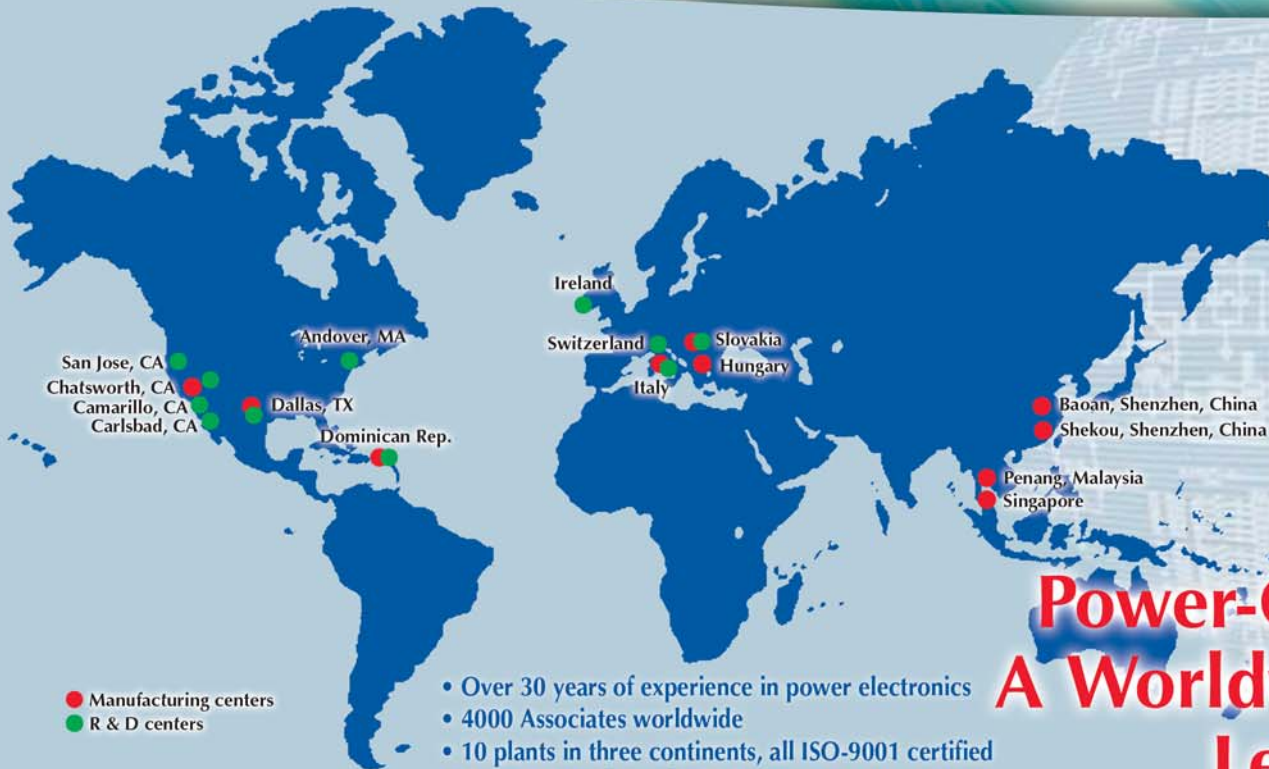 Ireland
Andover, MA
Switzerland
Slovakia
San Jose, CA
Hungary
Chatsworth, CA
Italy
Camarillo, CA
Dallas, TX
Baoan, Shenzhen, China
Carlsbad, CA
Shekou, Shenzhen, China
Dominican Rep.
Penang, Malaysia
Singapore
Manufacturing centers
R & D centers
• Over 30 years of experience in power electronics
• 4000 Associates worldwide
• 10 plants in three continents, all ISO-9001 certified
Power-
A